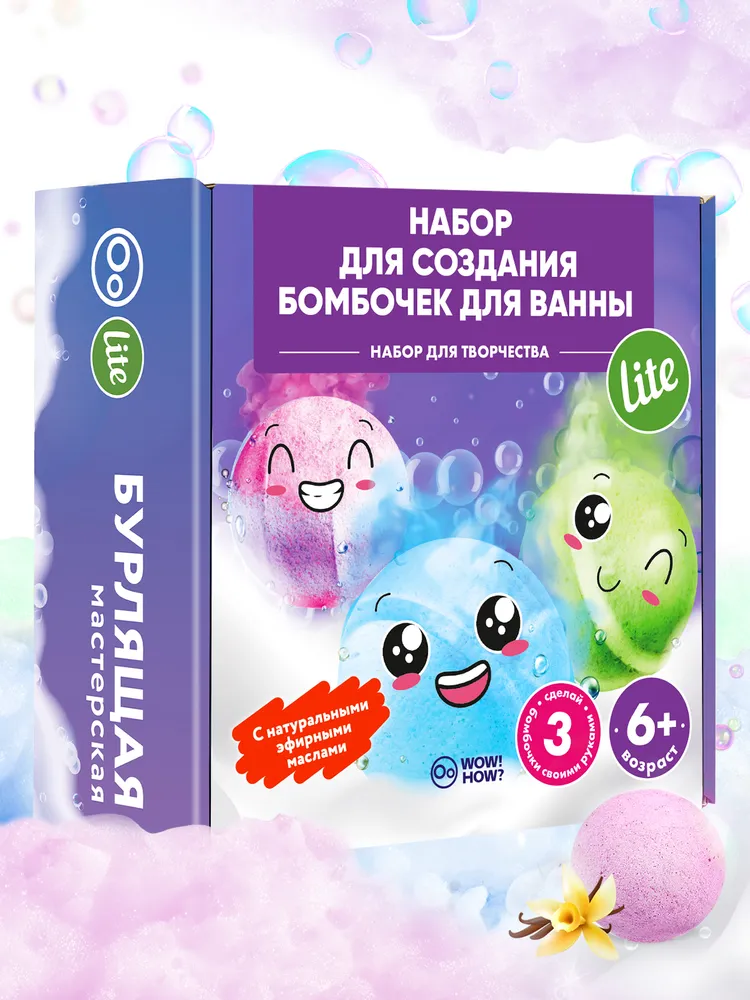 НАБОР
ДЛЯ СОЗДАНИЯ
БОМБОЧЕК ДЛЯ ВАННЫ
НАБОР ДЛЯ ТВОРЧЕСТВА
lite
lite
БУРЛЯЩАЯ
мастерская
С натуральными
эфирными
маслами
WOW!
HOW?
сделай
3
бомбочки своими руками
6+
возраст